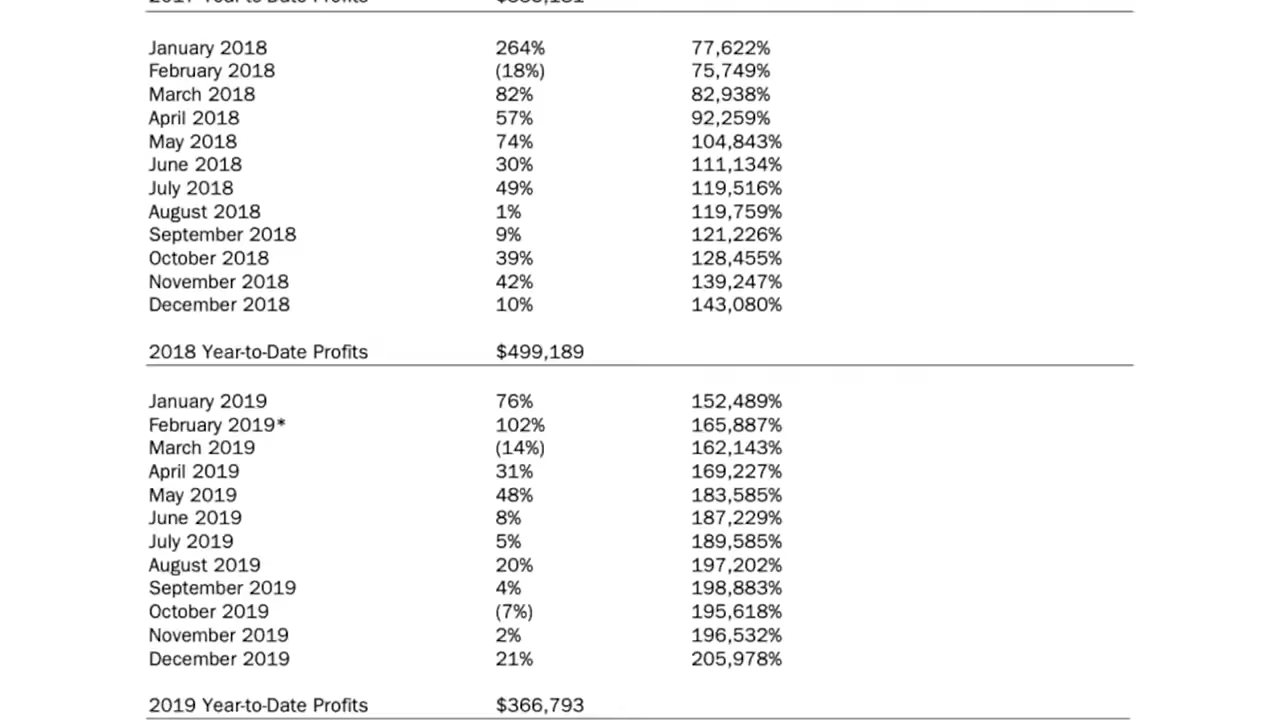 January 2018 264% 77,622%
February 2018 (18%) 75,749%
March 2018 82% 82,938%
April 2018 57% 92,259%
May 2018 74% 104,843%
June 2018 30% 111,134%
July 2018 49% 119,516%
August 2018 1% 119,759%
September 2018 9% 121,226%
October 2018 39% 128,455%
November 2018 42% 139,247%
December 2018 10% 143,080%
2018 Year-to-Date Profits $499,189
January 2019 76% 152,489%
February 2019* 102% 165,887%
March 2019 (14%) 162,143%
April 2019 31% 169,227%
May 2019 48% 183,585%
June 2019 8% 187,229%
July 2019 5% 189,585%
August 2019 20% 197,202%
September 2019 4% 198,883%
October 2019 (7%) 195,618%
November 2019 2% 196,532%
December 2019 21% 205,978%
2019 Year-to-Date Profits $366,793